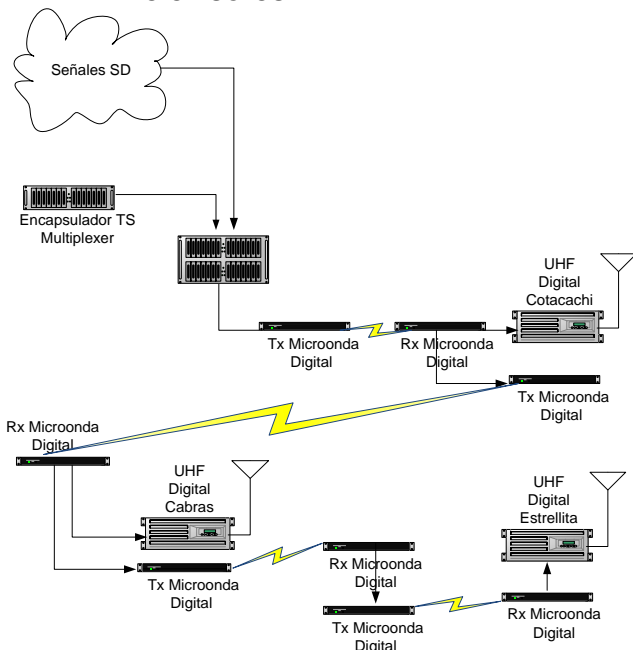 Señales SD
Encapsulador TS
Multiplexer
UHF
Digital
Cotacachi
Tx Microonda
Digital
Rx Microonda
Digital
Tx Microonda
Digital
Rx Microonda
Digital
UHF
Digital
Cabras
UHF
Digital
Estrellita
Tx Microonda
Digital
Rx Microonda
Digital
Tx Microonda
Digital
Rx Microonda
Digital